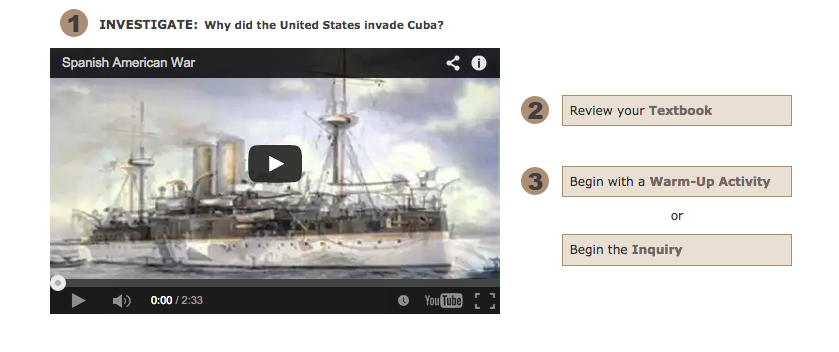 1 INVESTIGATE: Why did the United States invade Cuba?
Spanish American War
0:00 / 2:33
YouTube
2 Review your Textbook
3 Begin with a Warm-Up Activity
or
Begin the Inquiry